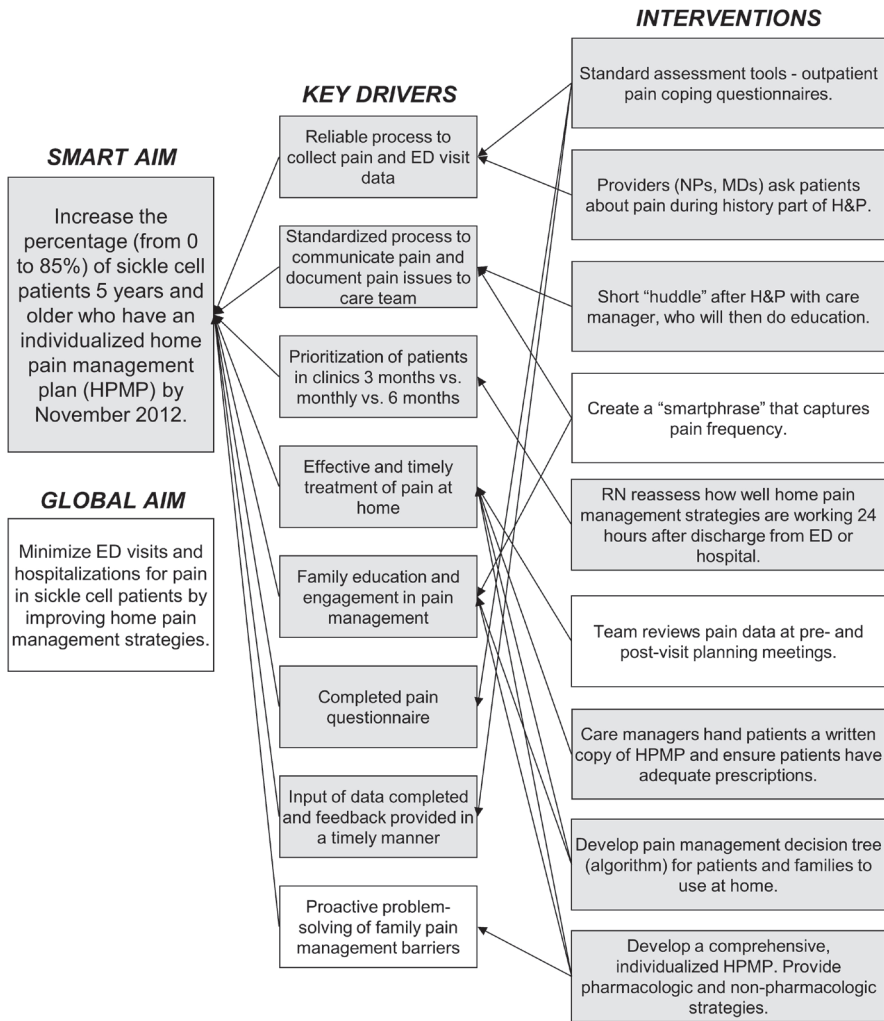 SMART AIM
Increase the
percentage (from 0
to 85%) of sickle cell
patients 5 years and
older who have an
individualized home
pain management
plan (HPMP) by
November 2012.
GLOBAL AIM
Minimize ED visits and
hospitalizations for pain
in sickle cell patients by
improving home pain
management strategies.
KEY DRIVERS
Reliable process to
collect pain and ED visit
data
Standardized process to
communicate pain and
document pain issues to
care team
Prioritization of patients
in clinics 3 months vs.
monthly vs. 6 months
Effective and timely
treatment of pain at
home
Family education and
engagement in pain
management
Completed pain
questionnaire
Input of data completed
and feedback provided in
a timely manner
Proactive problem-
solving of family pain
management barriers
INTERVENTIONS
Standard assessment tools - outpatient
pain coping questionnaires.
Providers (NPs, MDs) ask patients
about pain during history part of H&P.
Short “huddle” after H&P with care
manager, who will then do education.
Create a “smartphrase” that captures
pain frequency.
RN reassess how well home pain
management strategies are working 24
hours after discharge from ED or
hospital.
Team reviews pain data at pre- and
post-visit planning meetings.
Care managers hand patients a written
copy of HPMP and ensure patients have
adequate prescriptions.
Develop pain management decision tree
(algorithm) for patients and families to
use at home.
Develop a comprehensive,
individualized HPMP. Provide
pharmacologic and non-pharmacologic
strategies.